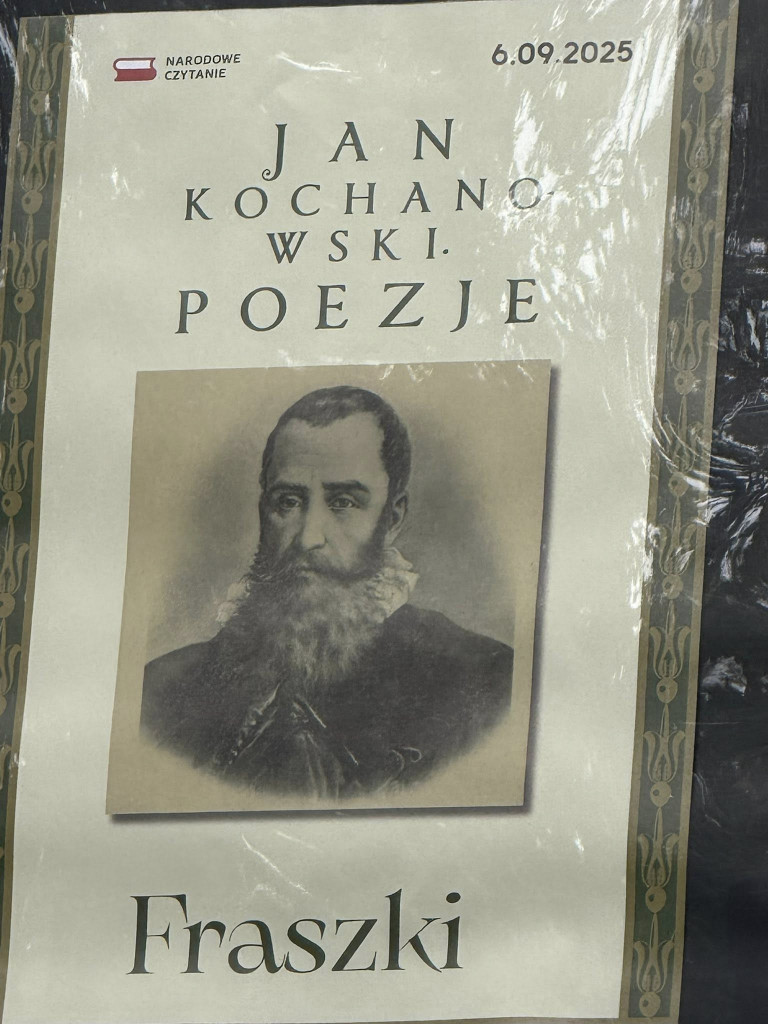 NARODOWE
CZYTANIE
6.09.2025
JAN
KOCHANO-
WSKI.
POEZJE
Fraszki